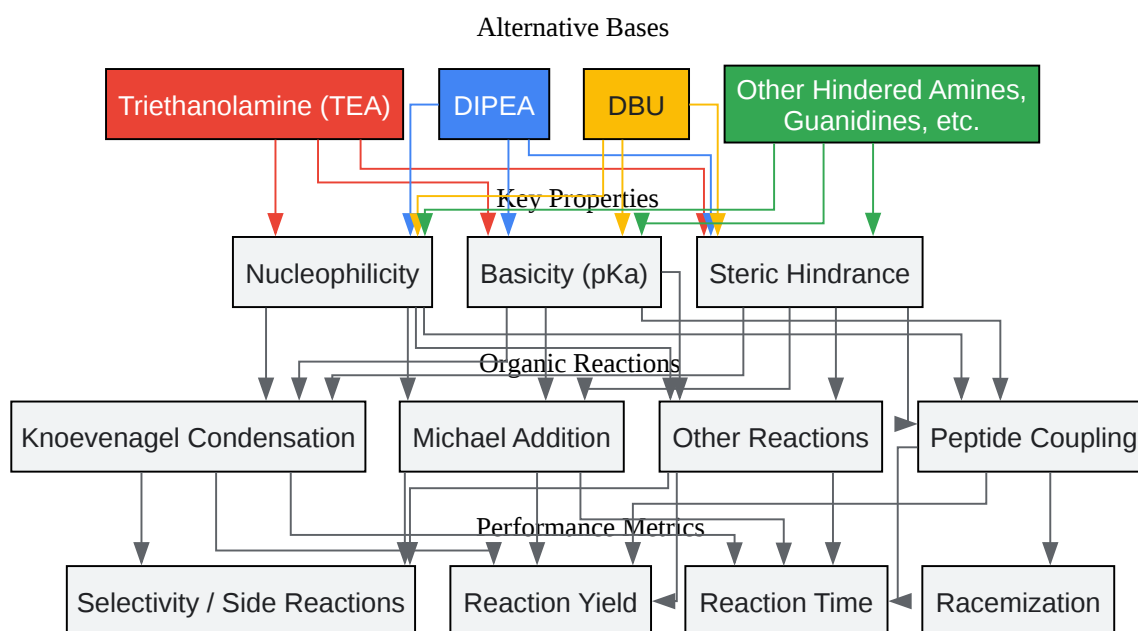 Alternative Bases
Triethanolamine (TEA)
DIPEA
DBU
Other Hindered Amines,
Guanidines, etc.
Key Properties
Nucleophilicity
Basicity (pKa)
Steric Hindrance
Organic Reactions
Knoevenagel Condensation
Michael Addition
Other Reactions
Peptide Coupling
Performance Metrics
Selectivity / Side Reactions
Reaction Yield
Reaction Time
Racemization